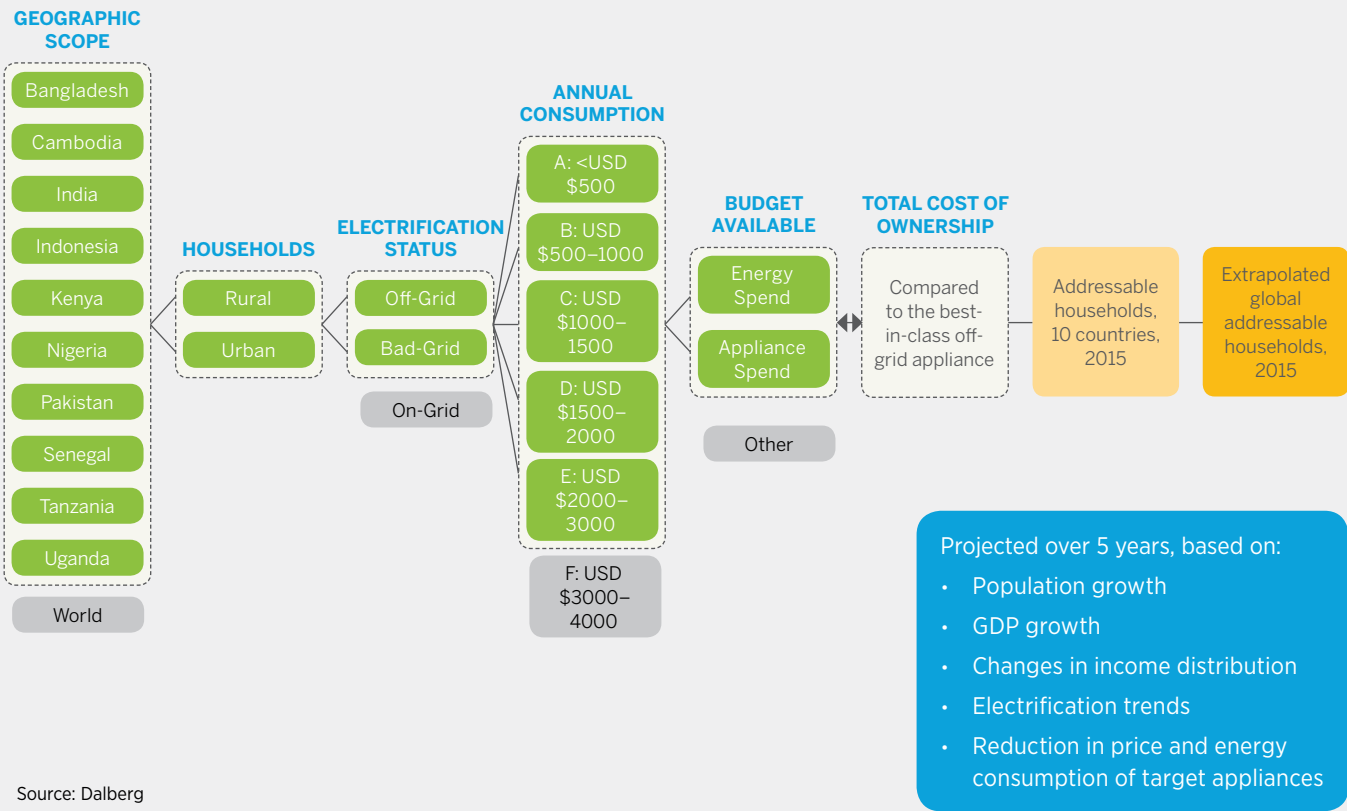 GEOGRAPHIC
SCOPE
Bangladesh
Cambodia
India
Indonesia
Kenya
Nigeria
Pakistan
Senegal
Tanzania
Uganda
World
HOUSEHOLDS
Rural
Urban
ELECTRIFICATION
STATUS
Off-Grid
Bad-Grid
On-Grid
ANNUAL
CONSUMPTION
A: <USD
$500
B: USD
$500–1000
C: USD
$1000–
1500
D: USD
$1500–
2000
E: USD
$2000–
3000
F: USD
$3000–
4000
BUDGET
AVAILABLE
Energy
Spend
Appliance
Spend
Other
TOTAL COST OF
OWNERSHIP
Compared
to the best-
in-class off-
grid appliance
Addressable
households,
10 countries,
2015
Extrapolated
global
addressable
households,
2015
Projected over 5 years, based on:
• Population growth
• GDP growth
• Changes in income distribution
• Electrification trends
• Reduction in price and energy
consumption of target appliances
Source: Dalberg